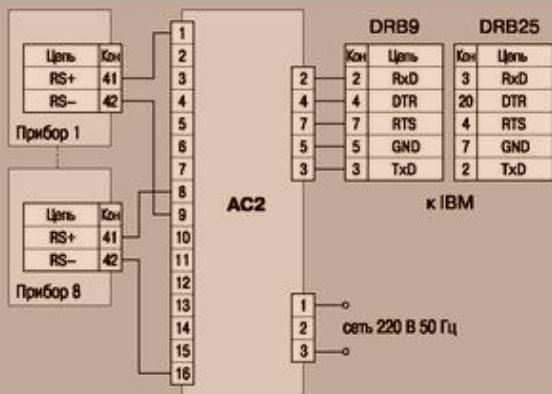 Цепь Кон
RS+ 41
RS– 42
Прибор 1
Цепь Кон
RS+ 41
RS– 42
Прибор 8
1
2
3
4
5
6
7
8
9
10
11
12
13
14
15
16
AC2
2
4
7
5
3
DRB9
Кон Цепь
2 RxD
4 DTR
7 RTS
5 GND
3 TxD
DRB25
Кон Цепь
3 RxD
20 DTR
4 RTS
7 GND
2 TxD
к IBM
1
2
3
сеть 220 В 50 Гц